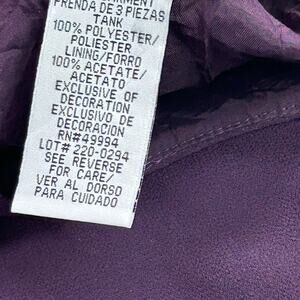 PRENDA DE 3 PIEZAS
TANK
100% POLYESTER/
POLIESTER
LINING/FORRO
100% ACETATE/
ACETATO
EXCLUSIVE OF
DECORATION
EXCLUSIVO DE
DECORACION
RN#49994
LOT# 220-0294
SEE REVERSE
FOR CARE/
VER AL DORSO
PARA CUIDADO